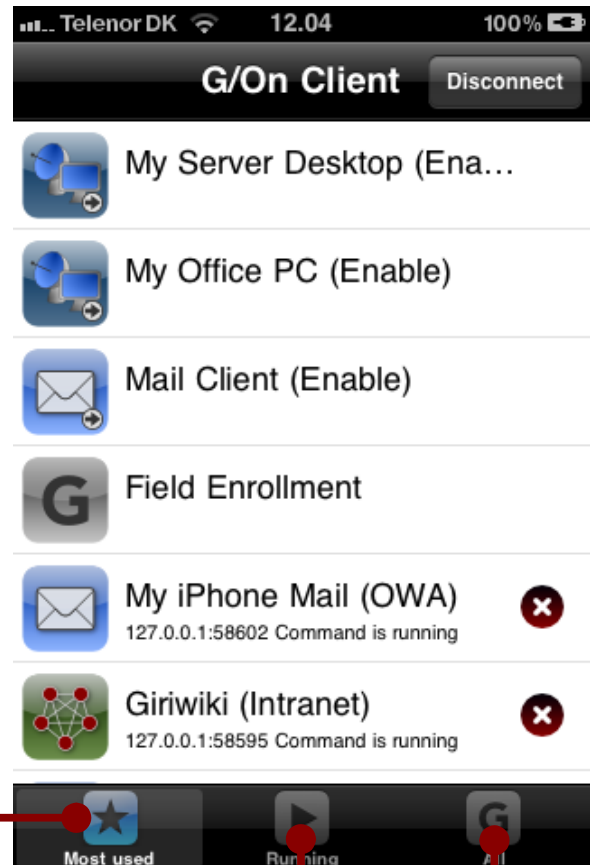 Telenor DK 12.04 100%
G/On Client Disconnect
My Server Desktop (Ena...
My Office PC (Enable)
Mail Client (Enable)
G Field Enrollment
My iPhone Mail (OWA)
127.0.0.1:58602 Command is running
Giriwiki (Intranet)
127.0.0.1:58595 Command is running
G
Most used Running All